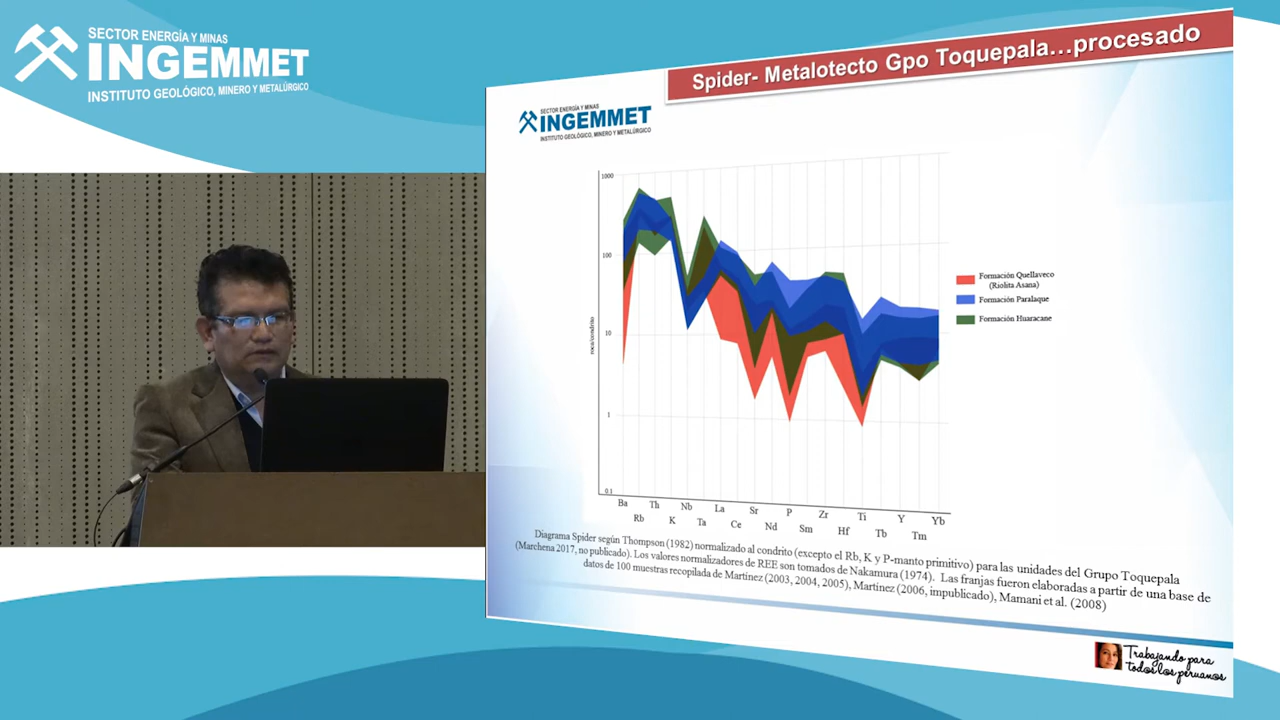 SECTOR ENERGÍA Y MINAS
INGEMMET
INSTITUTO GEOLÓGICO, MINERO Y METALÚRGICO
Spider- Metalotecto Gpo Toquepala…procesado
SECTOR ENERGÍA Y MINAS
INGEMMET
INSTITUTO GEOLÓGICO, MINERO Y METALÚRGICO
1000
100
10
1
0.1
roca/condrito
Ba Th Nb La Sr P Zr Ti Y Yb
Rb K Ta Ce Nd Sm Hf Tb Tm
Formación Quellaveco
(Riolita Asana)
Formación Paralaque
Formación Huaracane
Diagrama Spider según Thompson (1982) normalizado al condrito (excepto el Rb, K y P-manto primitivo) para las unidades del Grupo Toquepala
(Marchena 2017, no publicado). Los valores normalizadores de REE son tomados de Nakamura (1974). Las franjas fueron elaboradas a partir de una base de
datos de 100 muestras recopilada de Martínez (2003, 2004, 2005), Martínez (2006, impublicado), Mamani et al. (2008)
Trabajando para
todos los peruanos